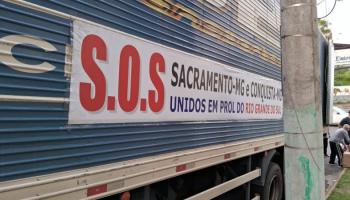 S.O.S
SACRAMENTO-MG e CONQUISTA-MG
UNIDOS EM PROL DO RIO GRANDE DO SUL